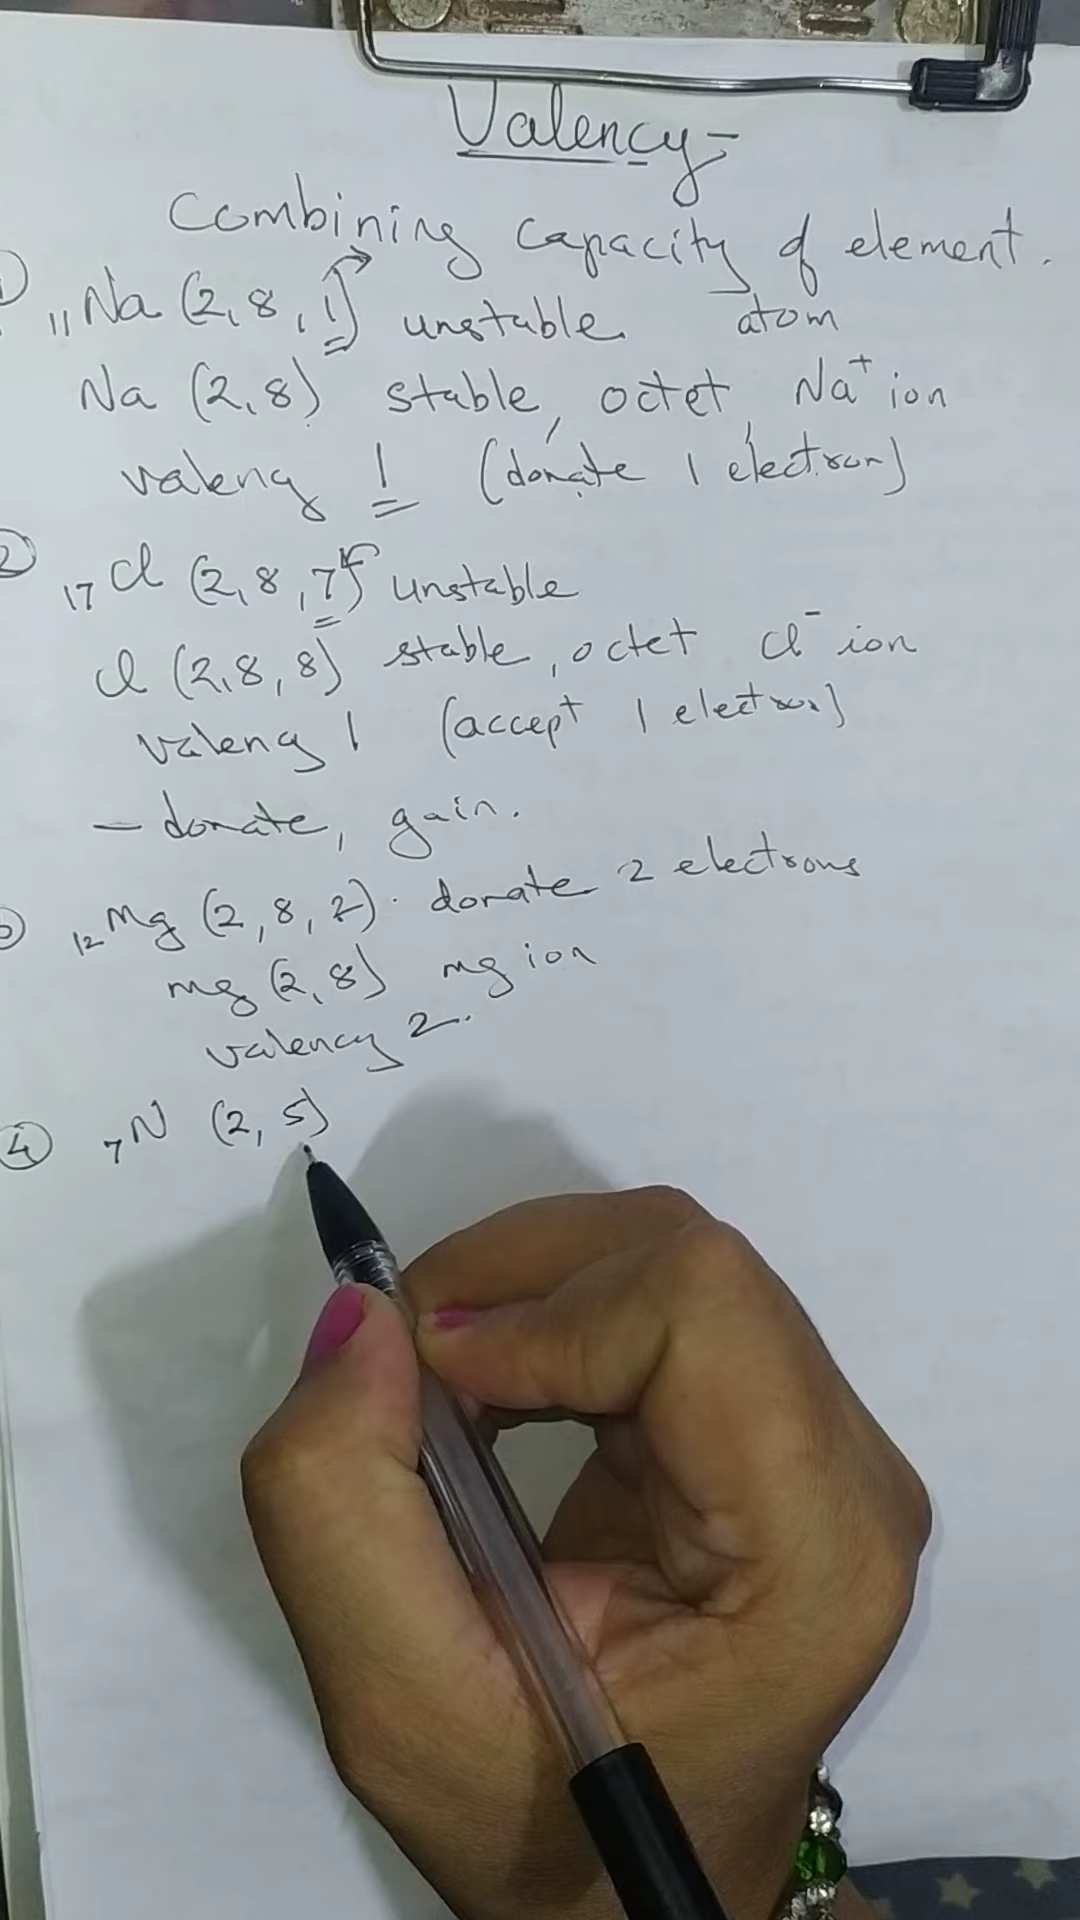 Valency-
Combining capacity of element.
1 11Na (2,8,1) unstable atom
Na (2,8) stable, octet, Na+ ion
valency 1 (donate 1 electron)
2 17Cl (2,8,7) unstable
Cl (2,8,8) stable, octet Cl- ion
valency 1 (accept 1 electron)
- donate, gain.
12Mg (2,8,2). donate 2 electrons
mg (2,8) mg ion
valency 2.
4 7N (2,5)